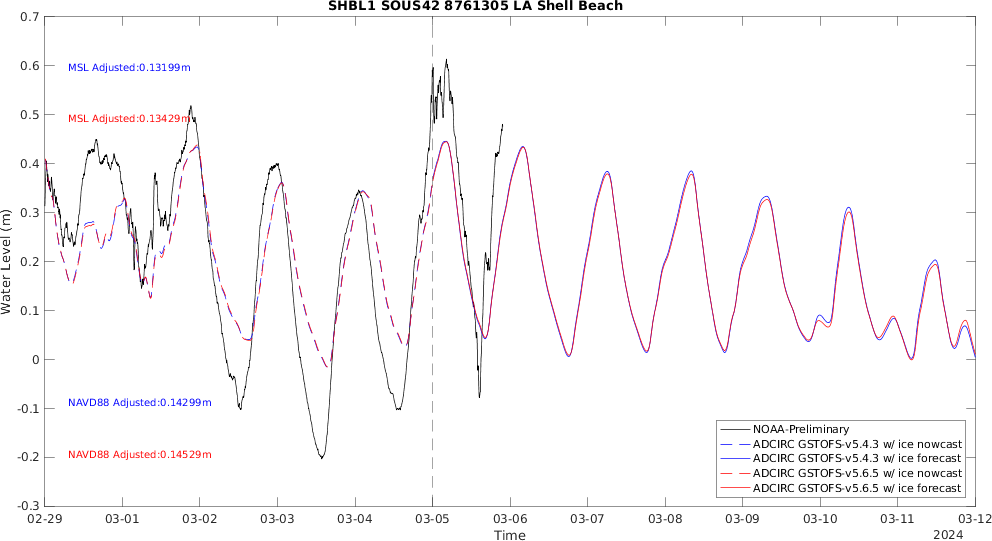 SHBL1 SOUS42 8761305 LA Shell Beach
0.7
0.6
0.5
0.4
0.3
0.2
0.1
0
-0.1
-0.2
-0.3
Water Level (m)
MSL Adjusted:0.13199m
MSL Adjusted:0.13429m
NAVD88 Adjusted:0.14299m
NAVD88 Adjusted:0.14529m
NOAA-Preliminary
ADCIRC GSTOFS-v5.4.3 w/ ice nowcast
ADCIRC GSTOFS-v5.4.3 w/ ice forecast
ADCIRC GSTOFS-v5.6.5 w/ ice nowcast
ADCIRC GSTOFS-v5.6.5 w/ ice forecast
02-29 03-01 03-02 03-03 03-04 03-05 03-06 03-07 03-08 03-09 03-10 03-11 03-12
Time
2024